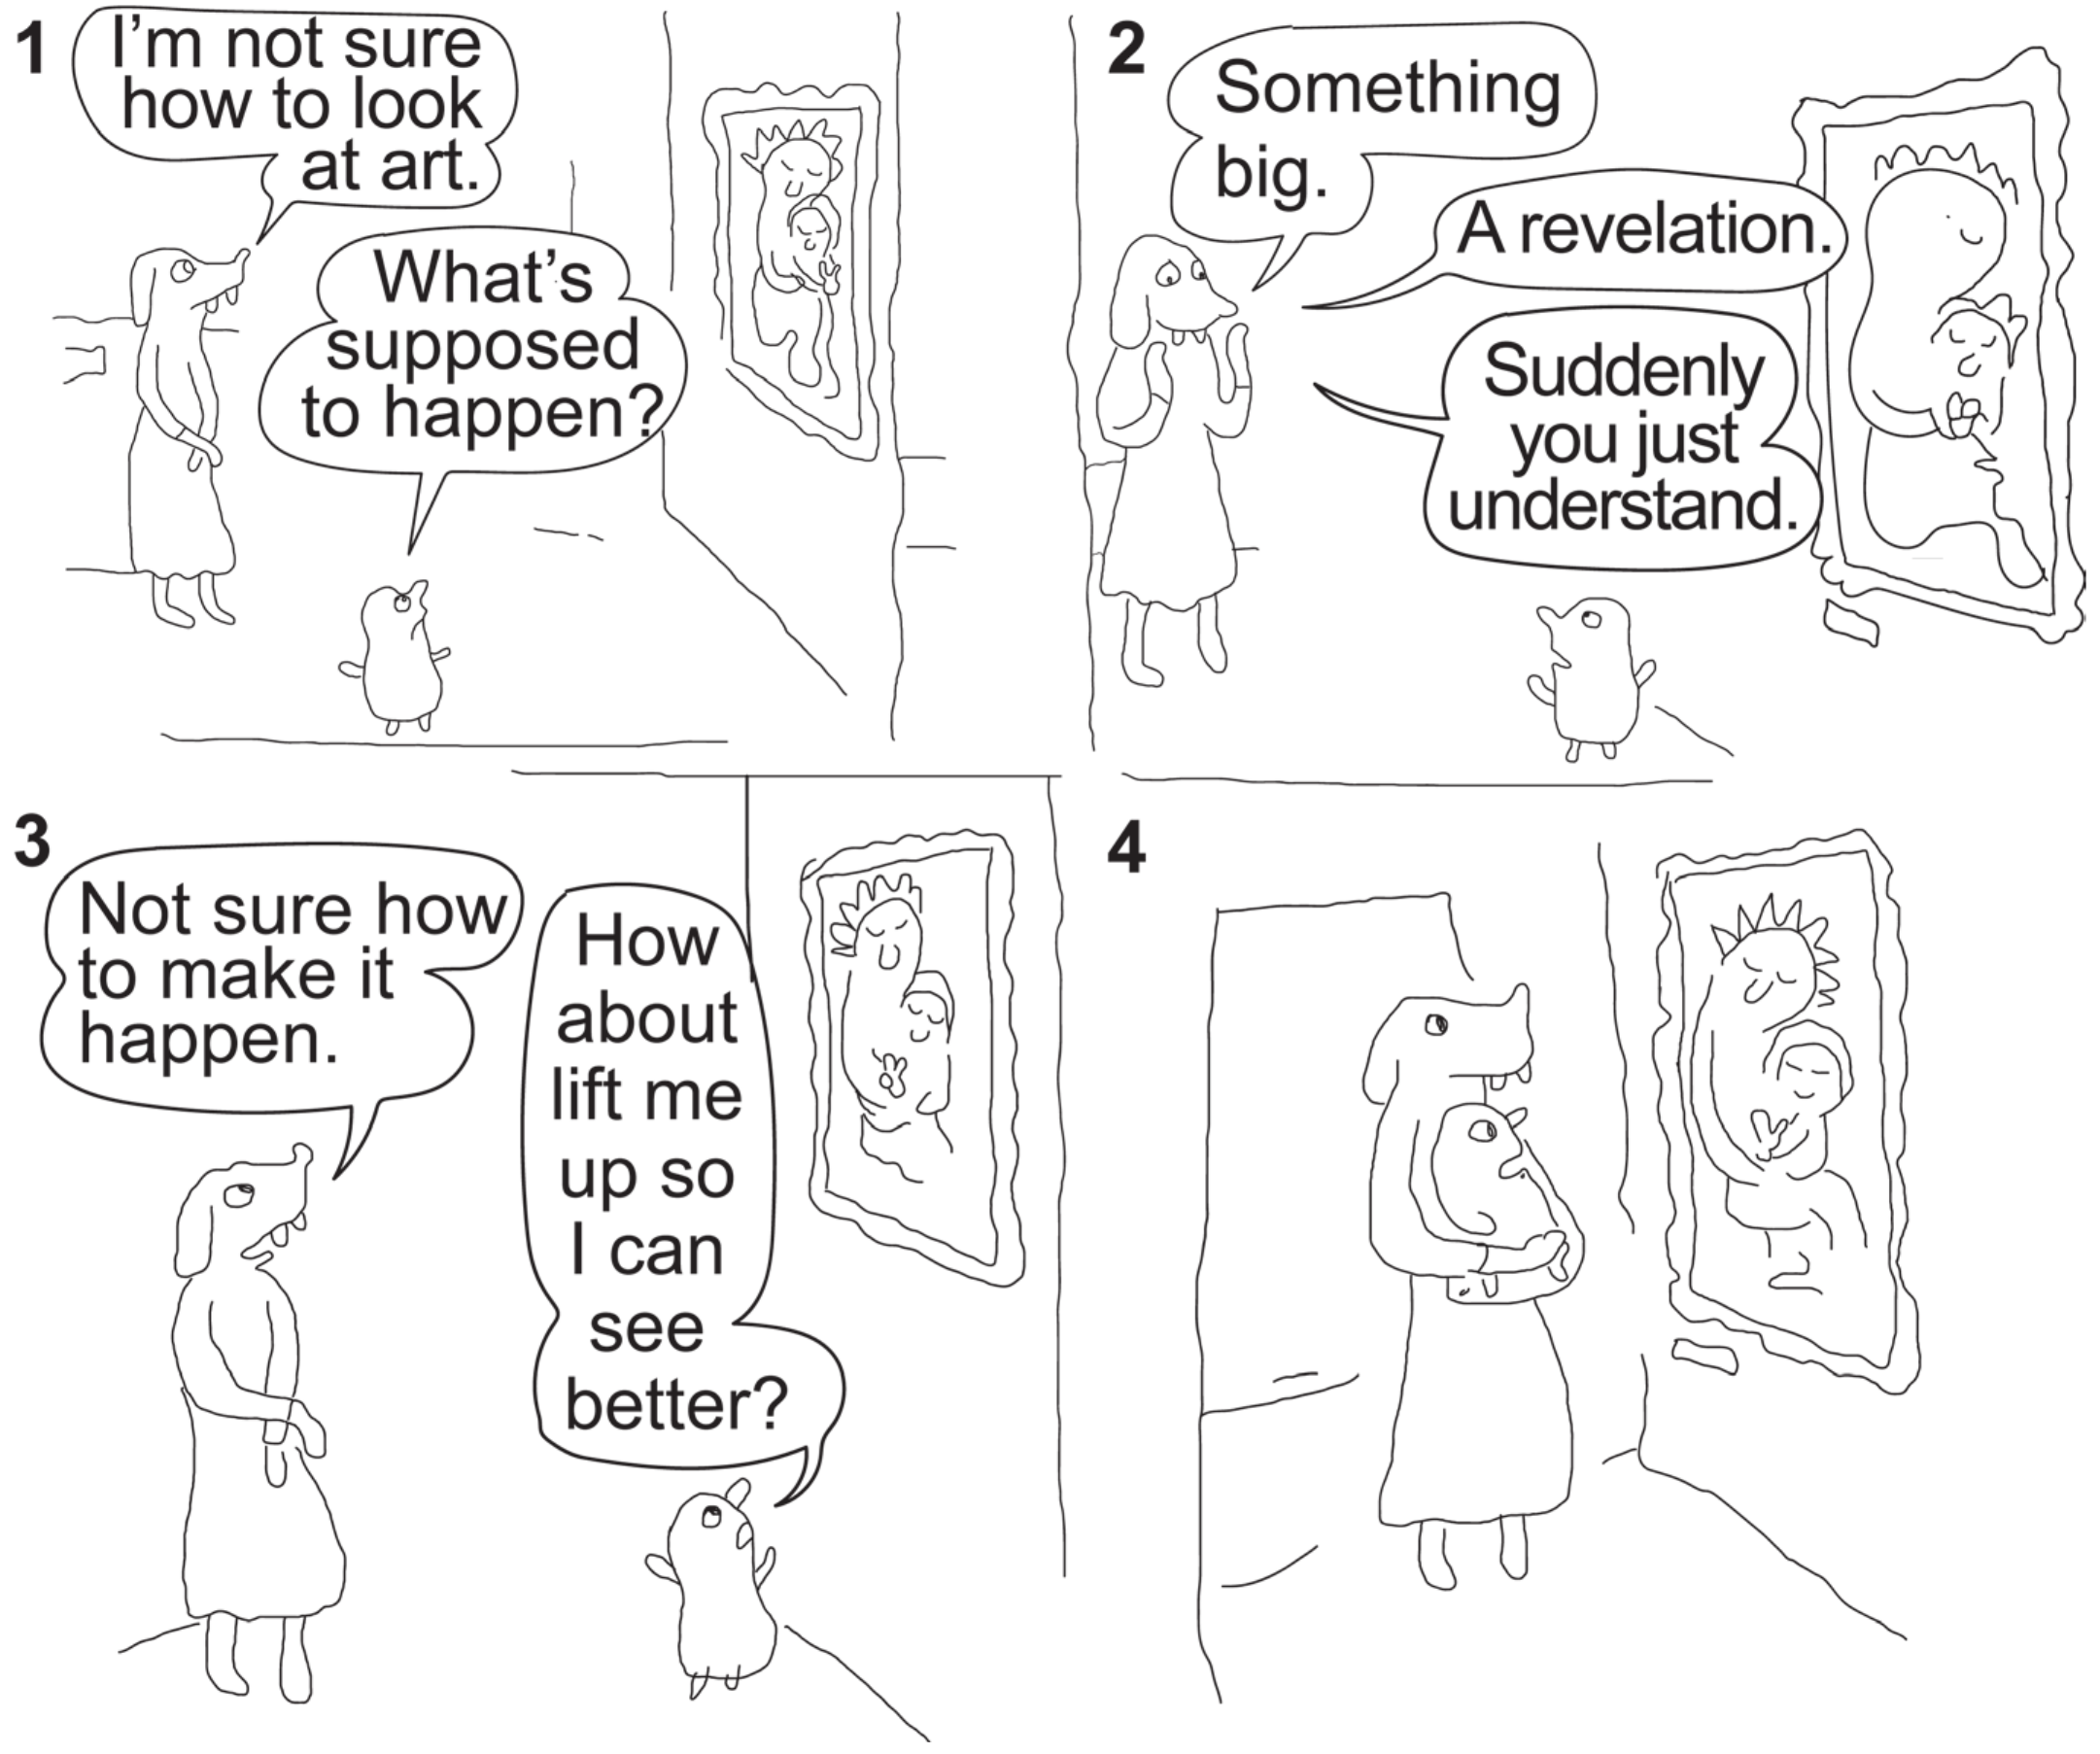 1
I'm not sure
how to look
at art.
What's
supposed
to happen?
2
Something
big.
A revelation.
Suddenly
you just
understand.
3
Not sure how
to make it
happen.
How
about
lift me
up so
I can
see
better?
4